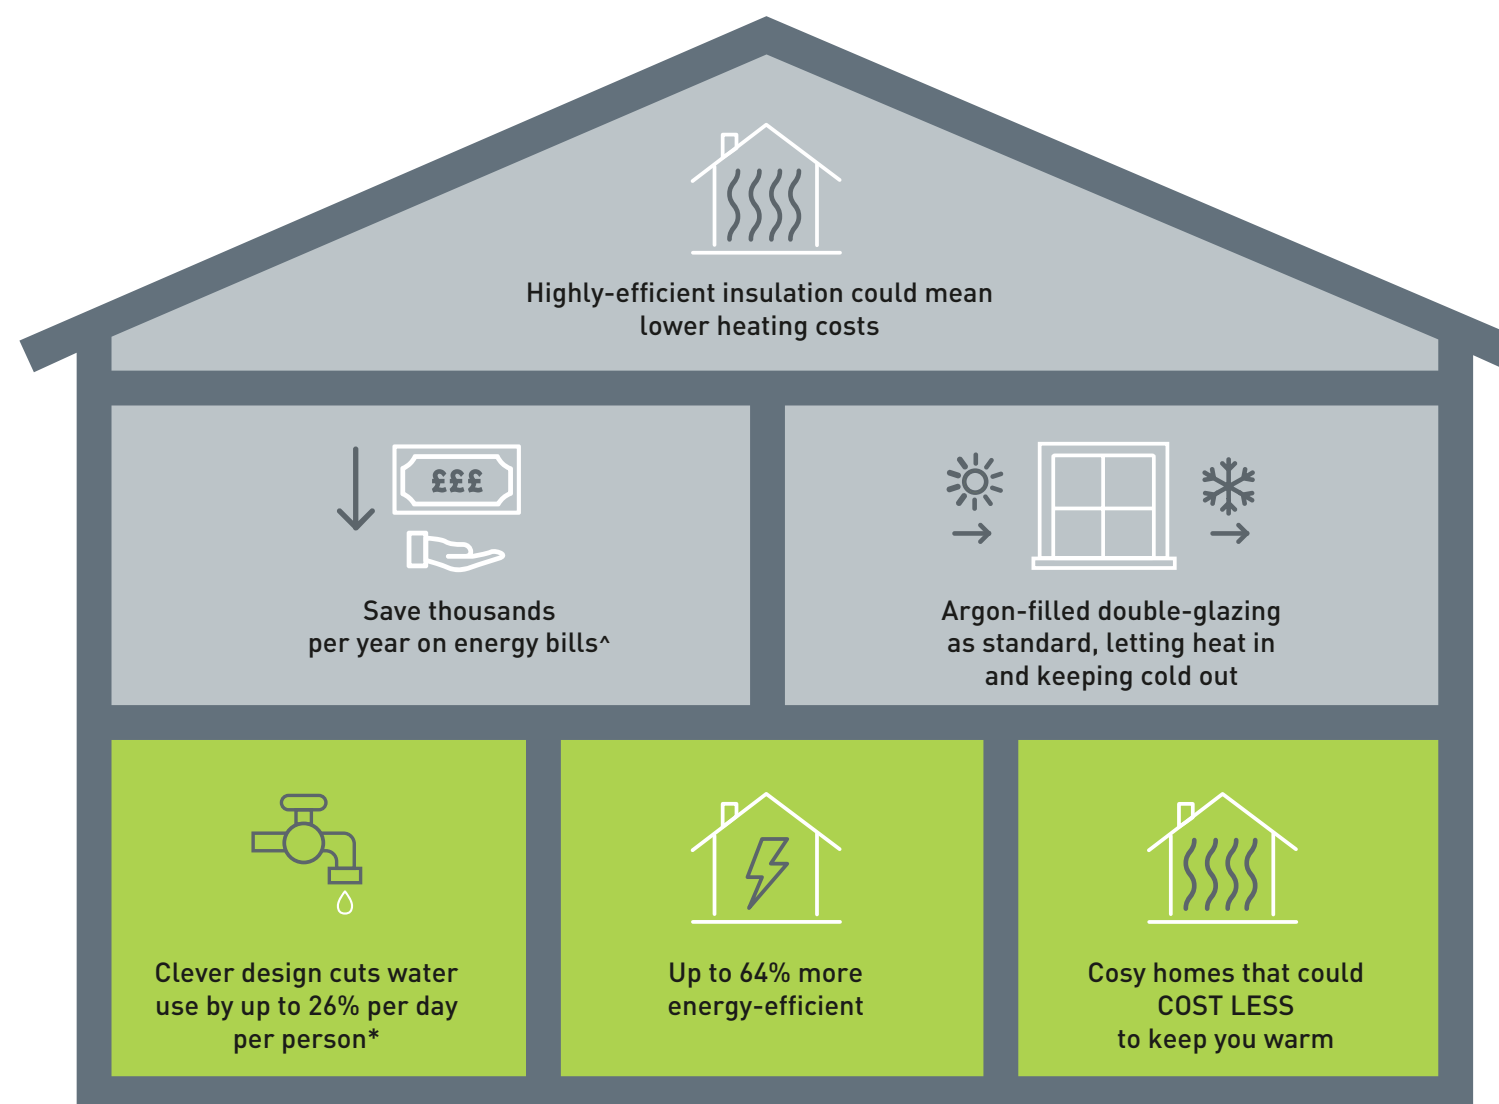 Highly-efficient insulation could mean
lower heating costs
£££
Save thousands
per year on energy bills^
Argon-filled double-glazing
as standard, letting heat in
and keeping cold out
Clever design cuts water
use by up to 26% per day
per person*
Up to 64% more
energy-efficient
Cosy homes that could
COST LESS
to keep you warm